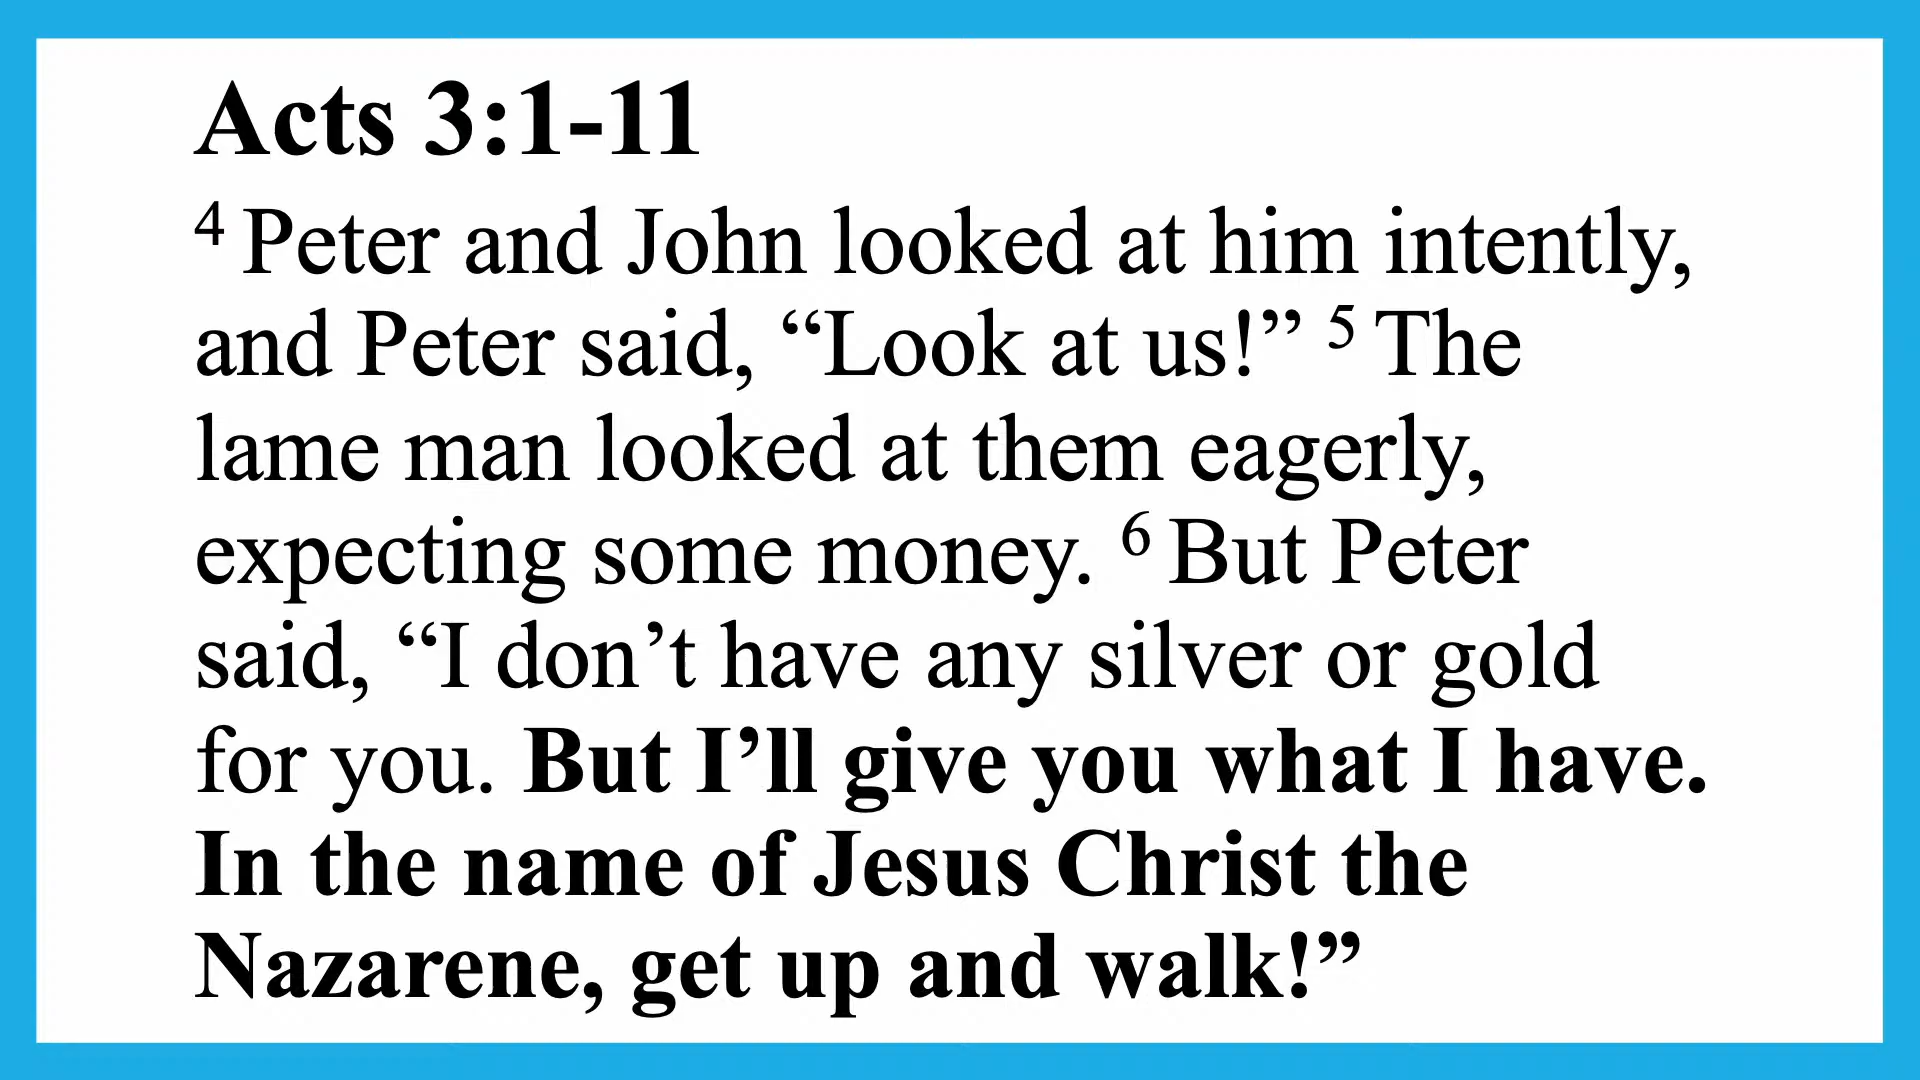 Acts 3:1-11
4 Peter and John looked at him intently,
and Peter said, “Look at us!” 5 The
lame man looked at them eagerly,
expecting some money. 6 But Peter
said, “I don’t have any silver or gold
for you. But I’ll give you what I have.
In the name of Jesus Christ the
Nazarene, get up and walk!”